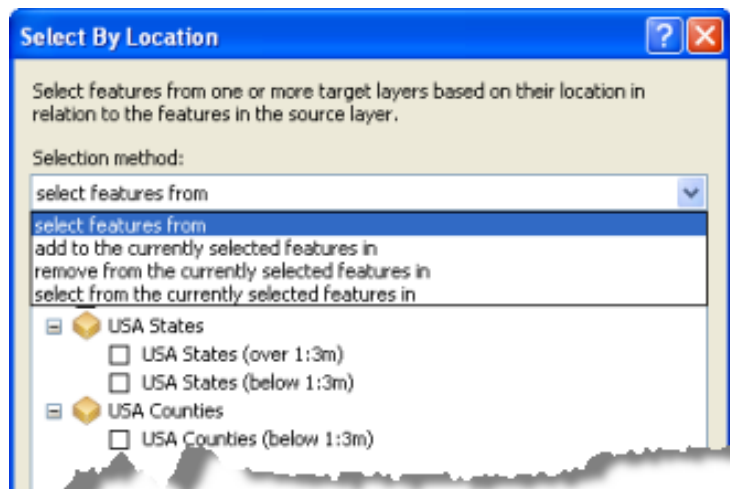 Select By Location
Select features from one or more target layers based on their location in
relation to the features in the source layer.
Selection method:
select features from
select features from
add to the currently selected features in
remove from the currently selected features in
select from the currently selected features in
USA States
USA States (over 1:3m)
USA States (below 1:3m)
USA Counties
USA Counties (below 1:3m)